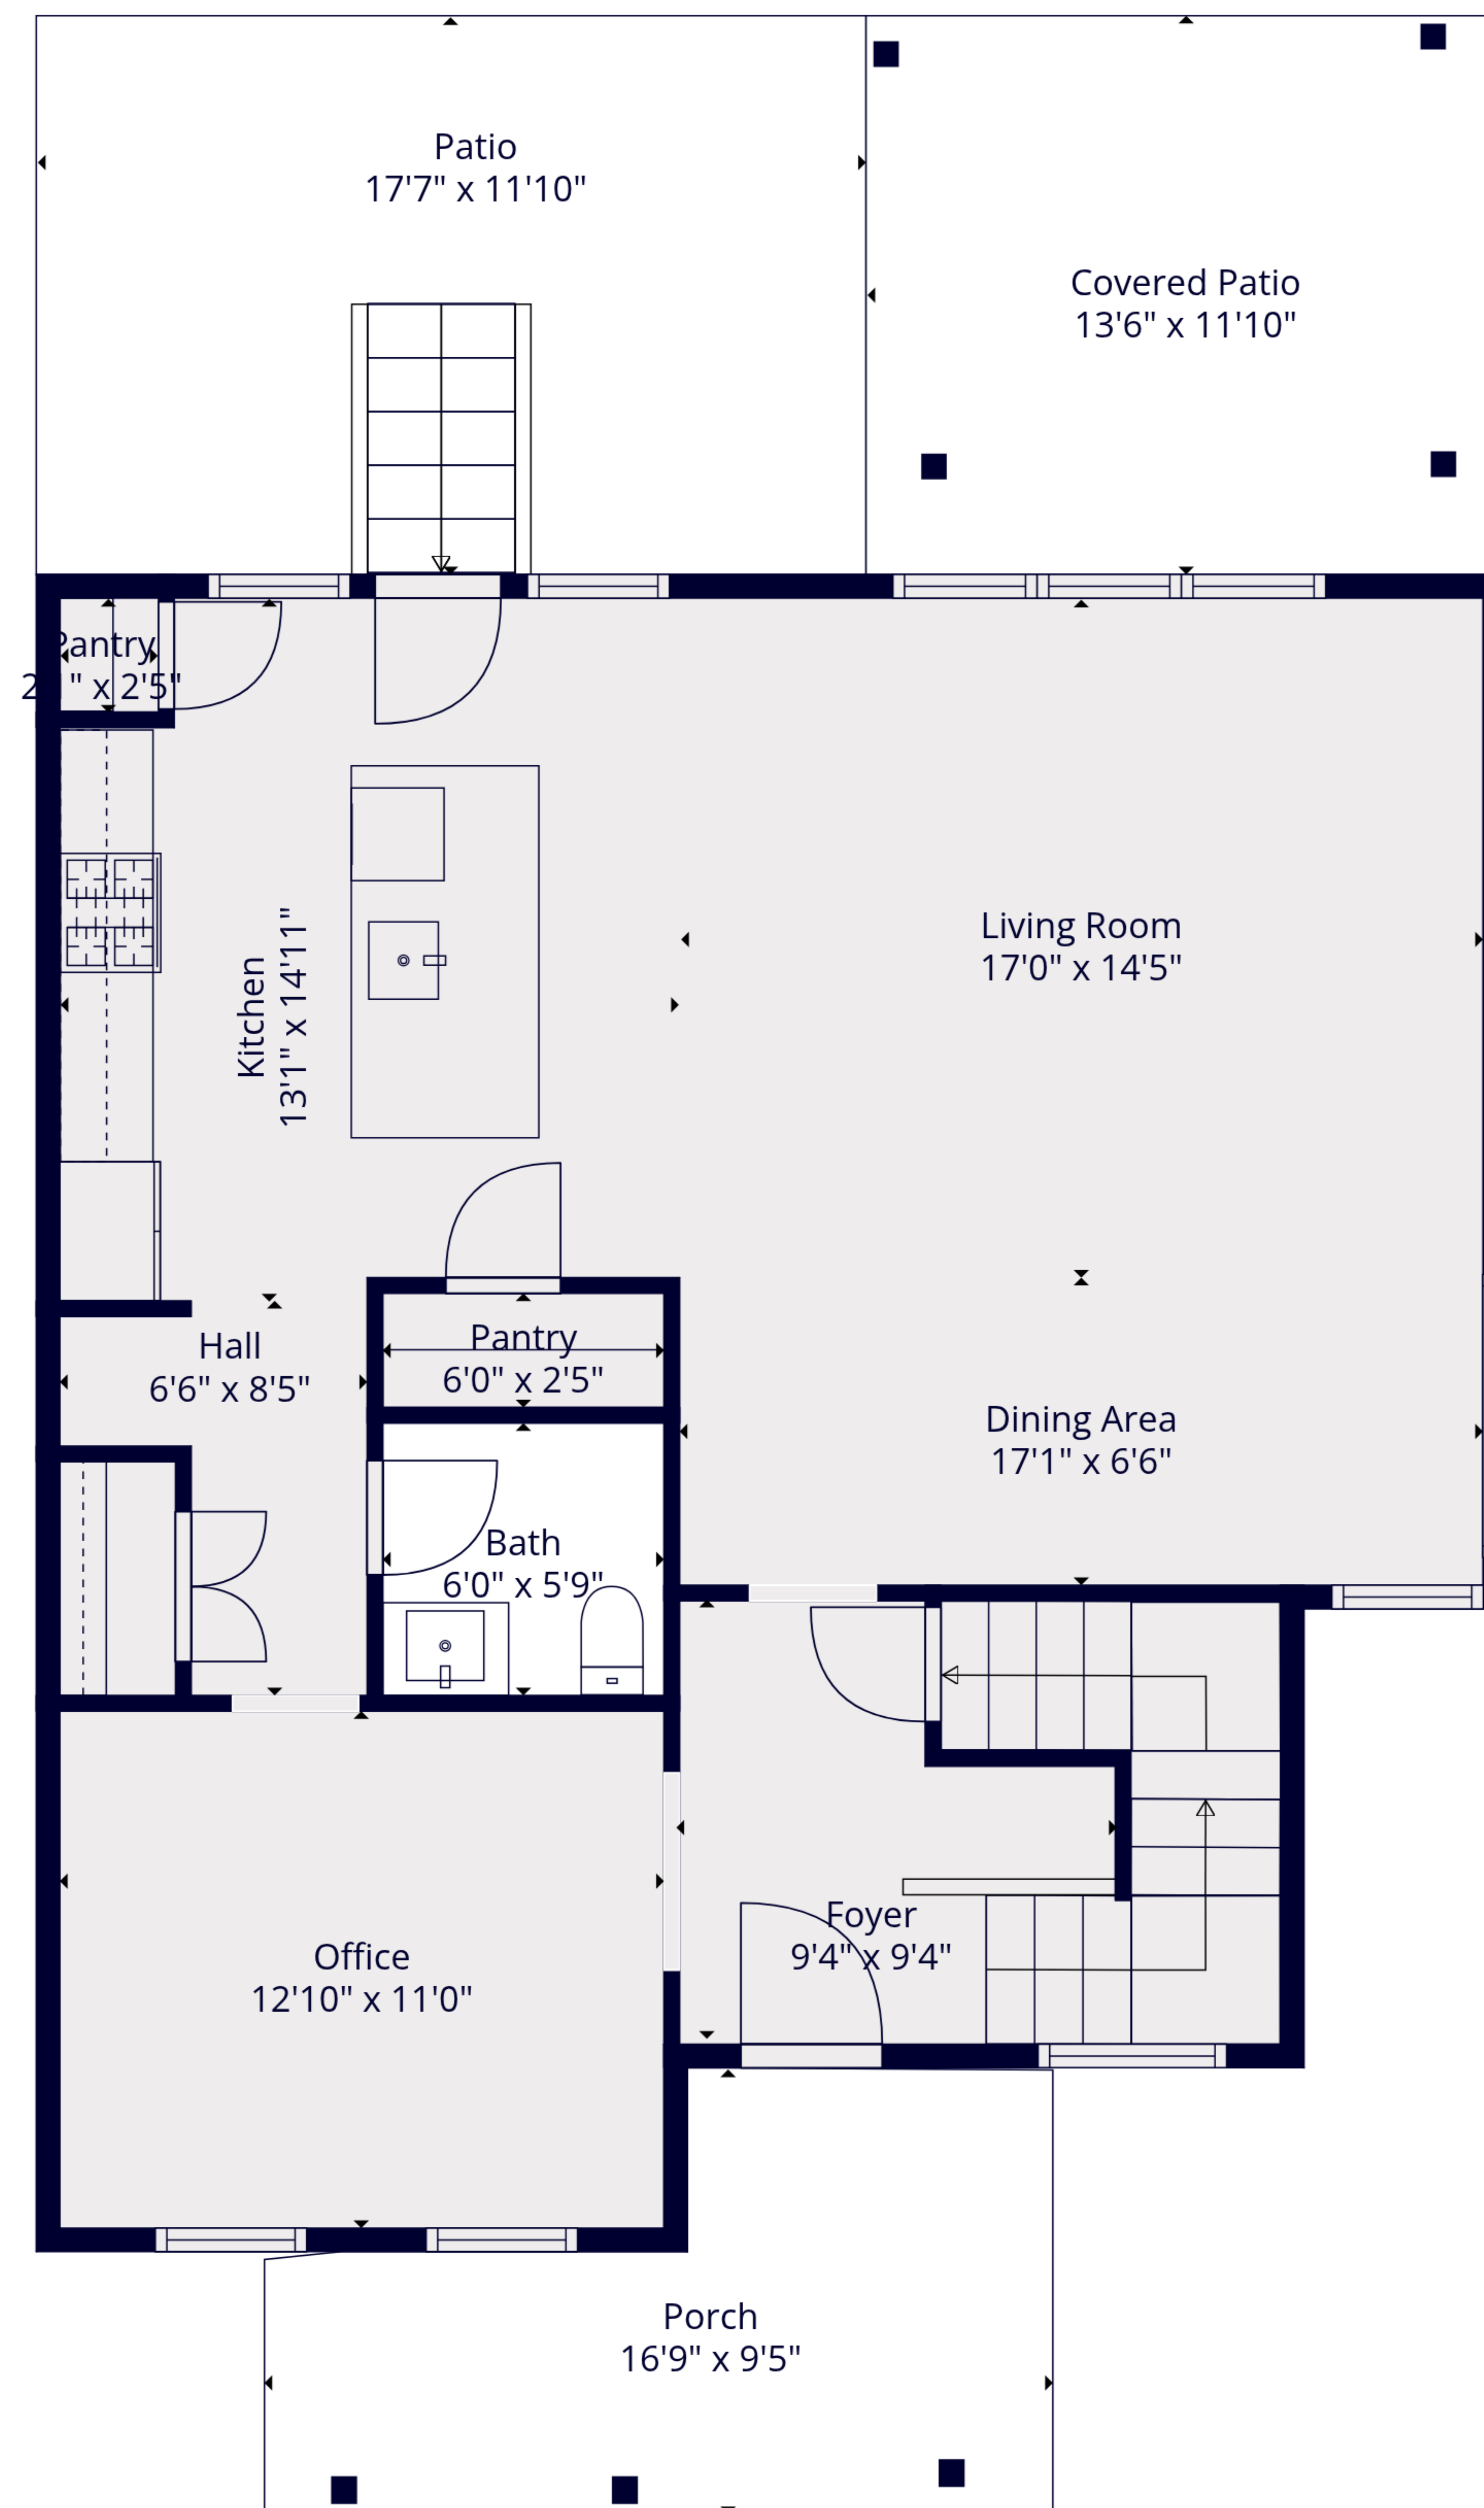 Patio
17'7" x 11'10"
Covered Patio
13'6" x 11'10"
Pantry
x 2'5"
Living Room
17'0" x 14'5"
Kitchen
13'1" x 14'11"
Hall
6'6" x 8'5"
Pantry
6'0" x 2'5"
Dining Area
17'1" x 6'6"
Bath
6'0" x 5'9"
Foyer
9'4" x 9'4"
Office
12'10" x 11'0"
Porch
16'9" x 9'5"